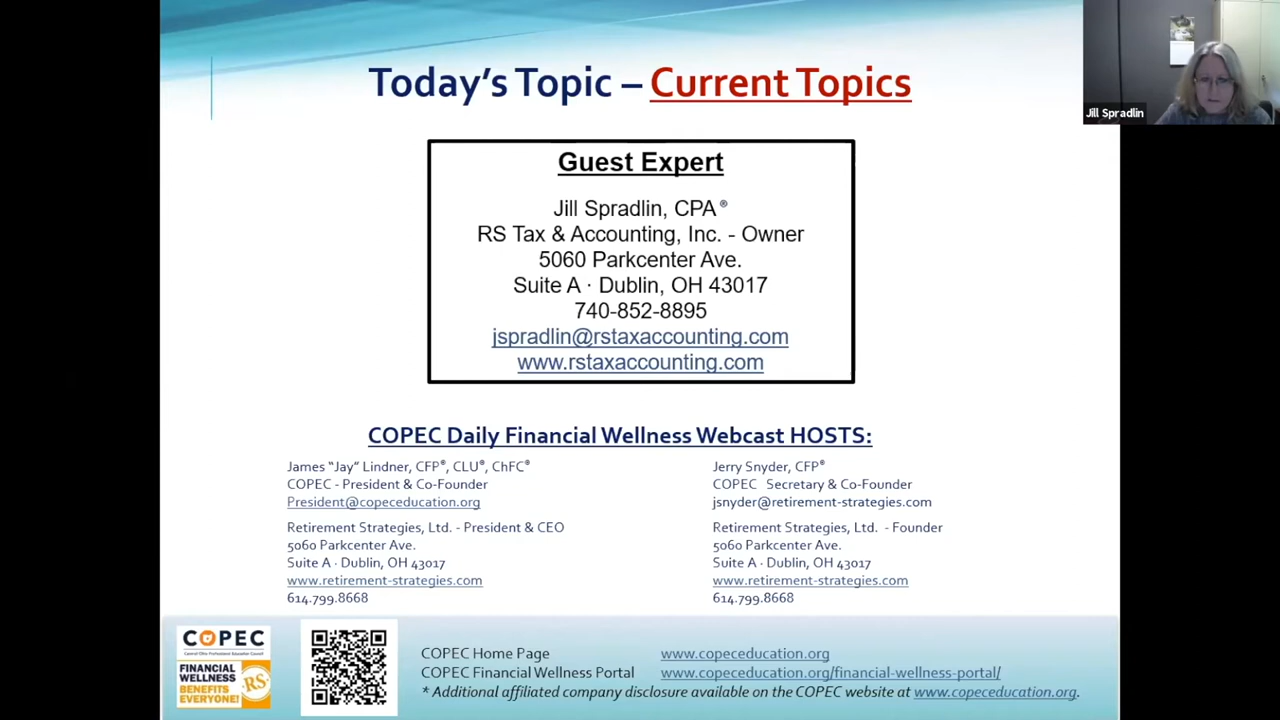 Today's Topic – Current Topics
Jill Spradlin
Guest Expert
Jill Spradlin, CPA®
RS Tax & Accounting, Inc. - Owner
5060 Parkcenter Ave.
Suite A · Dublin, OH 43017
740-852-8895
jspradlin@rstaxaccounting.com
www.rstaxaccounting.com
COPEC Daily Financial Wellness Webcast HOSTS:
James "Jay" Lindner, CFP®, CLU®, ChFC®
COPEC - President & Co-Founder
President@copeceducation.org
Retirement Strategies, Ltd. - President & CEO
5060 Parkcenter Ave.
Suite A · Dublin, OH 43017
www.retirement-strategies.com
614.799.8668
Jerry Snyder, CFP®
COPEC Secretary & Co-Founder
jsnyder@retirement-strategies.com
Retirement Strategies, Ltd. - Founder
5060 Parkcenter Ave.
Suite A · Dublin, OH 43017
www.retirement-strategies.com
614.799.8668
COPEC
Central Ohio Professional Education Council
FINANCIAL
WELLNESS
BENEFITS
EVERYONE!
RS
COPEC Home Page www.copeceducation.org
COPEC Financial Wellness Portal www.copeceducation.org/financial-wellness-portal/
* Additional affiliated company disclosure available on the COPEC website at www.copeceducation.org.